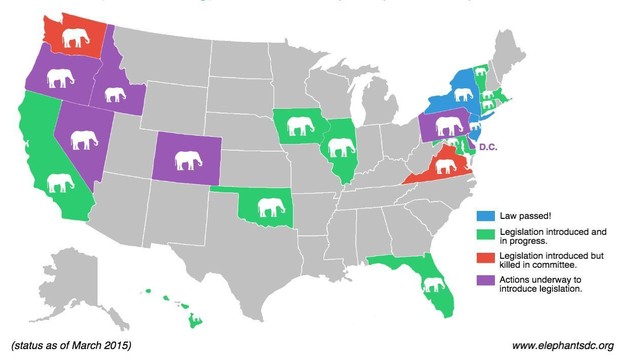 D.C.
Law passed!
Legislation introduced and
in progress.
Legislation introduced but
killed in committee.
Actions underway to
introduce legislation.
(status as of March 2015)
www.elephantsdc.org